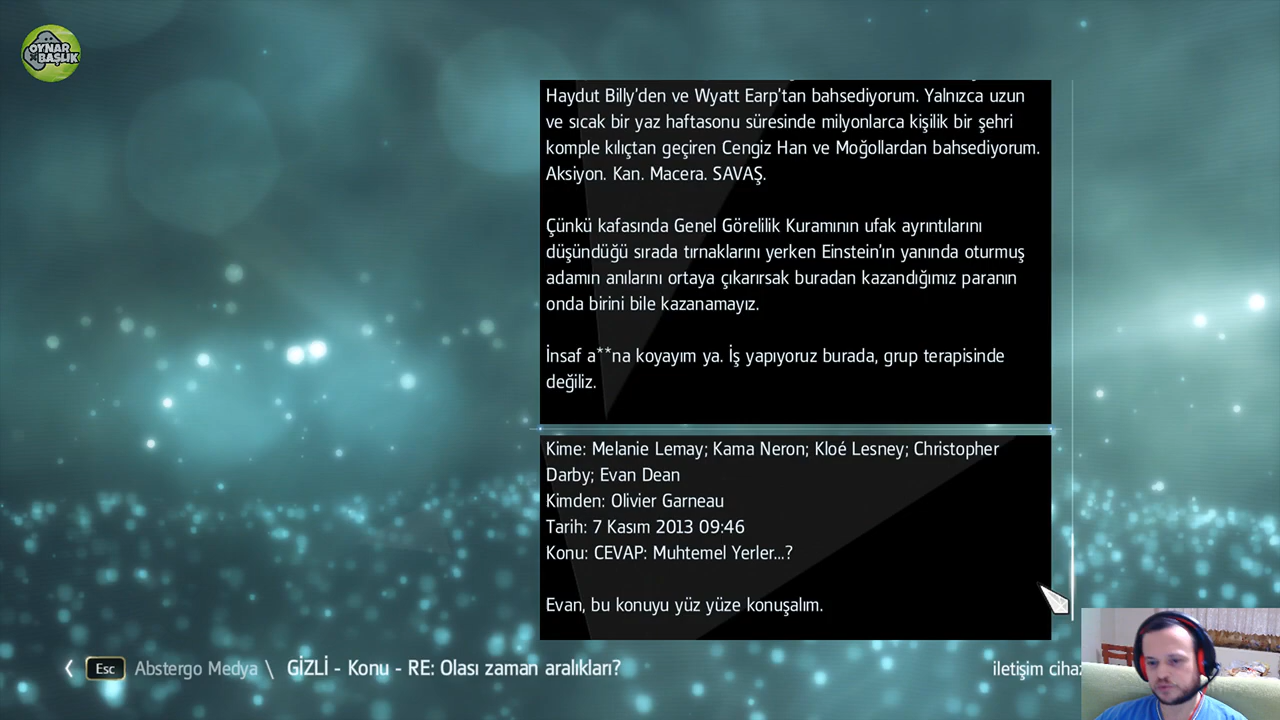 OYNAR
BAŞLIK
Haydut Billy'den ve Wyatt Earp'tan bahsediyorum. Yalnızca uzun
ve sıcak bir yaz haftasonu süresinde milyonlarca kişilik bir şehri
komple kılıçtan geçiren Cengiz Han ve Moğollardan bahsediyorum.
Aksiyon. Kan. Macera. SAVAŞ.
Çünkü kafasında Genel Görelilik Kuramının ufak ayrıntılarını
düşündüğü sırada tırnaklarını yerken Einstein'ın yanında oturmuş
adamın anılarını ortaya çıkarırsak buradan kazandığımız paranın
onda birini bile kazanamayız.
İnsaf a**na koyayım ya. İş yapıyoruz burada, grup terapisinde
değiliz.
Kime: Melanie Lemay; Kama Neron; Kloé Lesney; Christopher
Darby; Evan Dean
Kimden: Olivier Garneau
Tarih: 7 Kasım 2013 09:46
Konu: CEVAP: Muhtemel Yerler...?
Evan, bu konuyu yüz yüze konuşalım.
Esc Abstergo Medya \ GİZLİ - Konu - RE: Olası zaman aralıkları?
iletişim